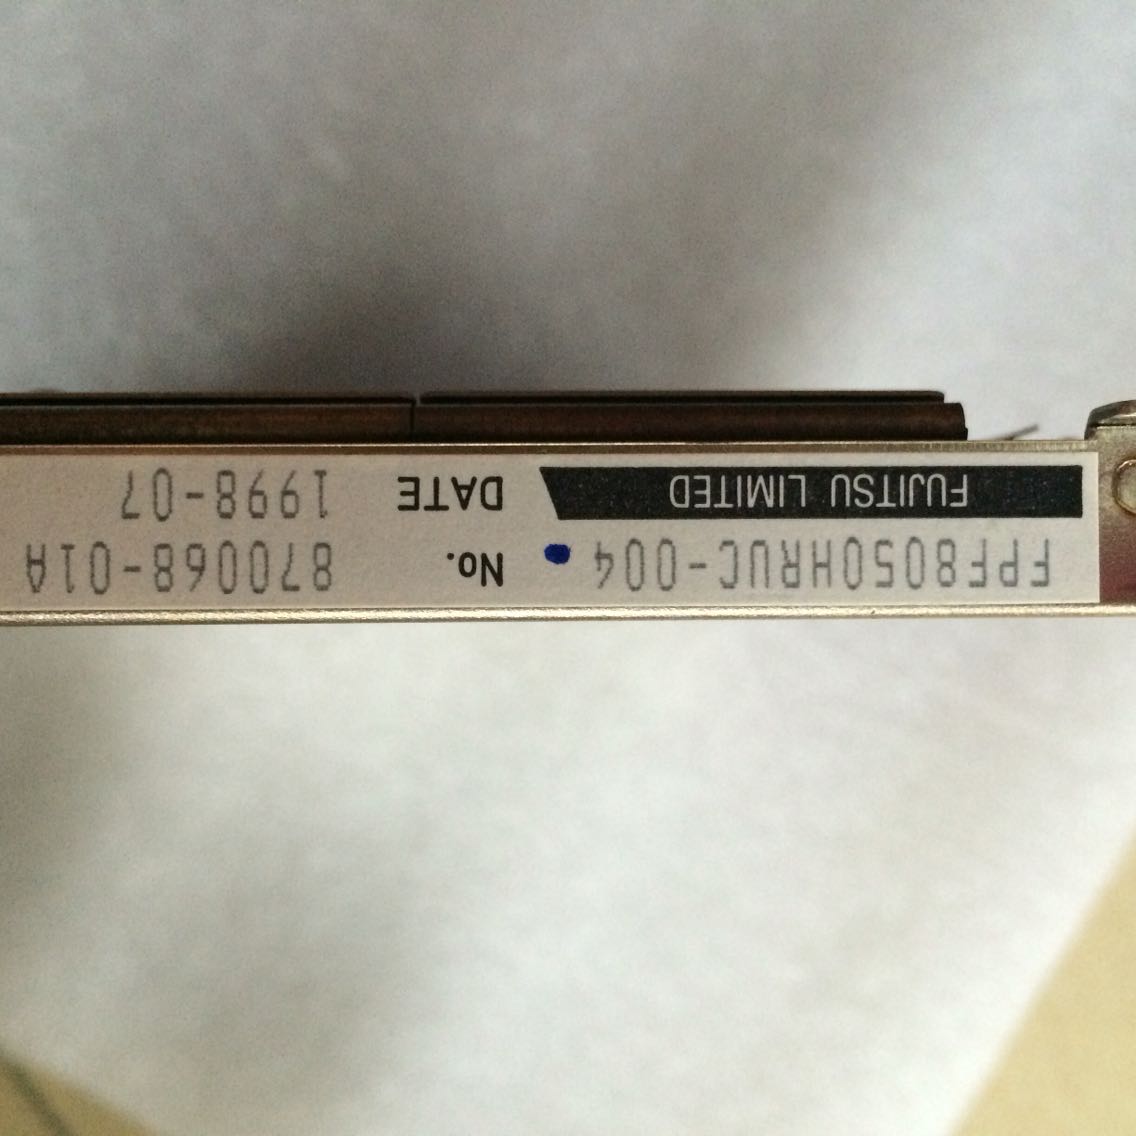 FPF8050HRUC-004 No. 870068-01A
FUJITSU LIMITED DATE 1998-07